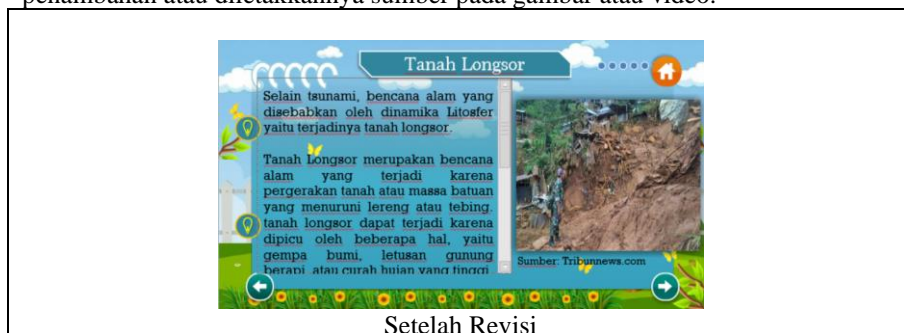 penambahan atau diletakkannya sumber pada gambar atau video.
Tanah Longsor
Selain tsunami, bencana alam yang
disebabkan oleh dinamika Litosfer
yaitu terjadinya tanah longsor.
Tanah Longsor merupakan bencana
alam yang terjadi karena
pergerakan tanah atau massa batuan
yang menuruni lereng atau tebing.
tanah longsor dapat terjadi karena
dipicu oleh beberapa hal, yaitu
gempa bumi, letusan gunung
berapi, atau curah hujan yang tinggi.
Sumber: Tribunnews.com
Setelah Revisi